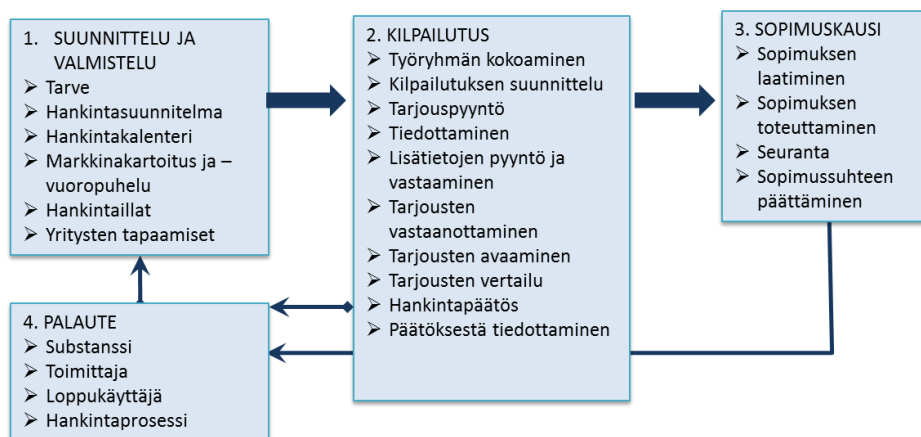 1. SUUNNITTELU JA
VALMISTELU
➢ Tarve
➢ Hankintasuunnitelma
➢ Hankintakalenteri
➢ Markkinakartoitus ja –
vuoropuhelu
➢ Hankintaillat
➢ Yritysten tapaamiset
2. KILPAILUTUS
➢ Työryhmän kokoaminen
➢ Kilpailutuksen suunnittelu
➢ Tarjouspyyntö
➢ Tiedottaminen
➢ Lisätietojen pyyntö ja
vastaaminen
➢ Tarjousten
vastaanottaminen
➢ Tarjousten avaaminen
➢ Tarjousten vertailu
➢ Hankintapäätös
➢ Päätöksestä tiedottaminen
3. SOPIMUSKAUSI
➢ Sopimuksen
laatiminen
➢ Sopimuksen
toteuttaminen
➢ Seuranta
➢ Sopimussuhteen
päättäminen
4. PALAUTE
➢ Substanssi
➢ Toimittaja
➢ Loppukäyttäjä
➢ Hankintaprosessi